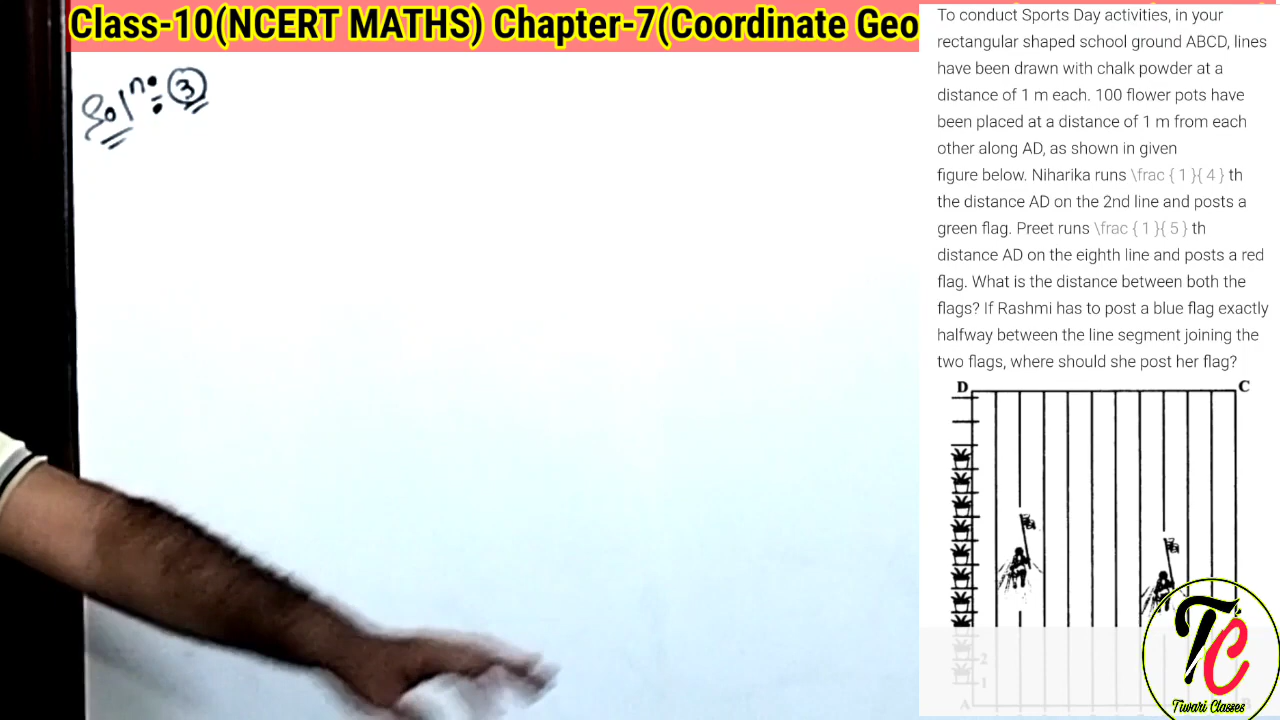 Class-10(NCERT MATHS) Chapter-7(Coordinate Geo
Solⁿ: ③
To conduct Sports Day activities, in your
rectangular shaped school ground ABCD, lines
have been drawn with chalk powder at a
distance of 1 m each. 100 flower pots have
been placed at a distance of 1 m from each
other along AD, as shown in given
figure below. Niharika runs \frac { 1 }{ 4 } th
the distance AD on the 2nd line and posts a
green flag. Preet runs \frac { 1 }{ 5 } th
distance AD on the eighth line and posts a red
flag. What is the distance between both the
flags? If Rashmi has to post a blue flag exactly
halfway between the line segment joining the
two flags, where should she post her flag?
D C
2
1
A B
TC
Tiwari Classes